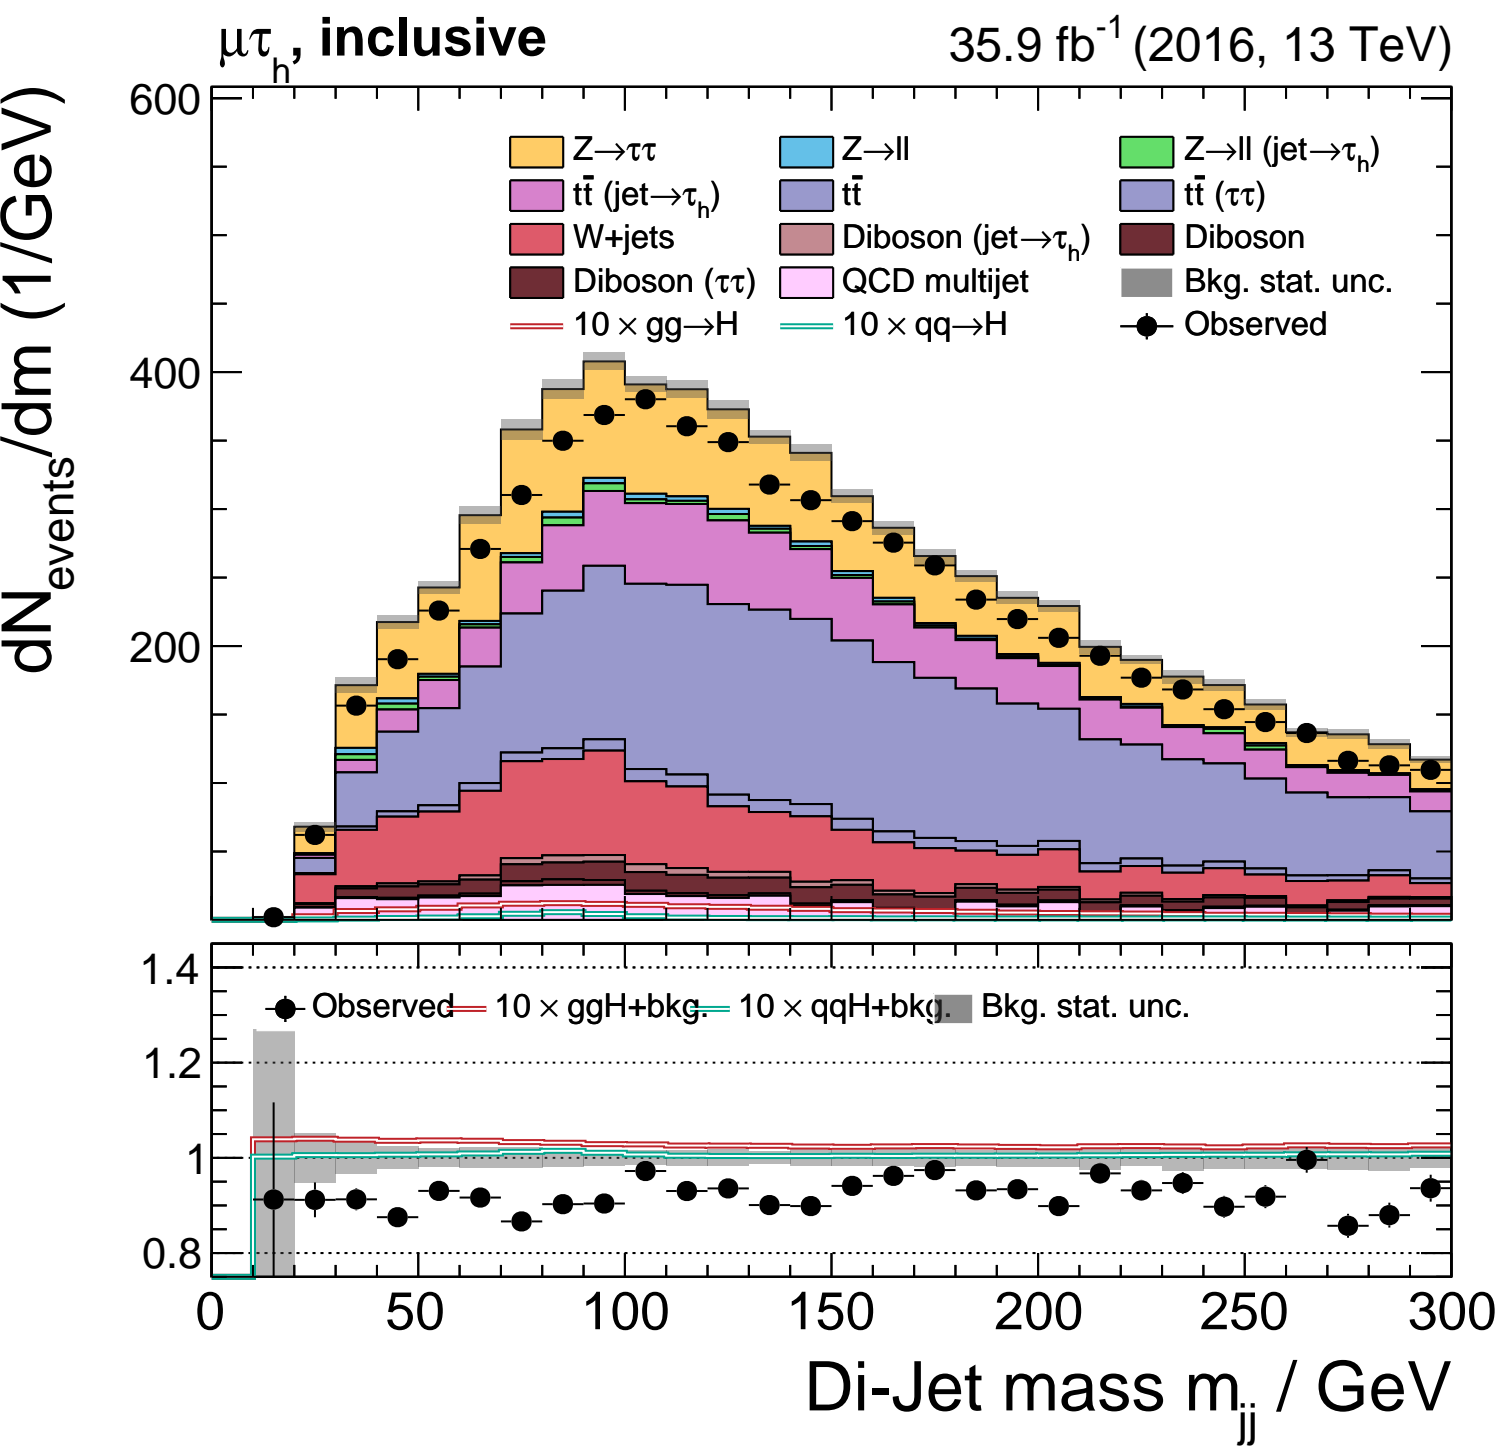 μτh, inclusive
35.9 fb-1 (2016, 13 TeV)
dNevents/dm (1/GeV)
600
400
200
Z→ττ
Z→ll
Z→ll (jet→τh)
tt̄ (jet→τh)
tt̄
tt̄ (ττ)
W+jets
Diboson (jet→τh)
Diboson
Diboson (ττ)
QCD multijet
Bkg. stat. unc.
10 × gg→H
10 × qq→H
Observed
1.4
1.2
1
0.8
Observed
10 × ggH+bkg.
10 × qqH+bkg.
Bkg. stat. unc.
0
50
100
150
200
250
300
Di-Jet mass mjj / GeV